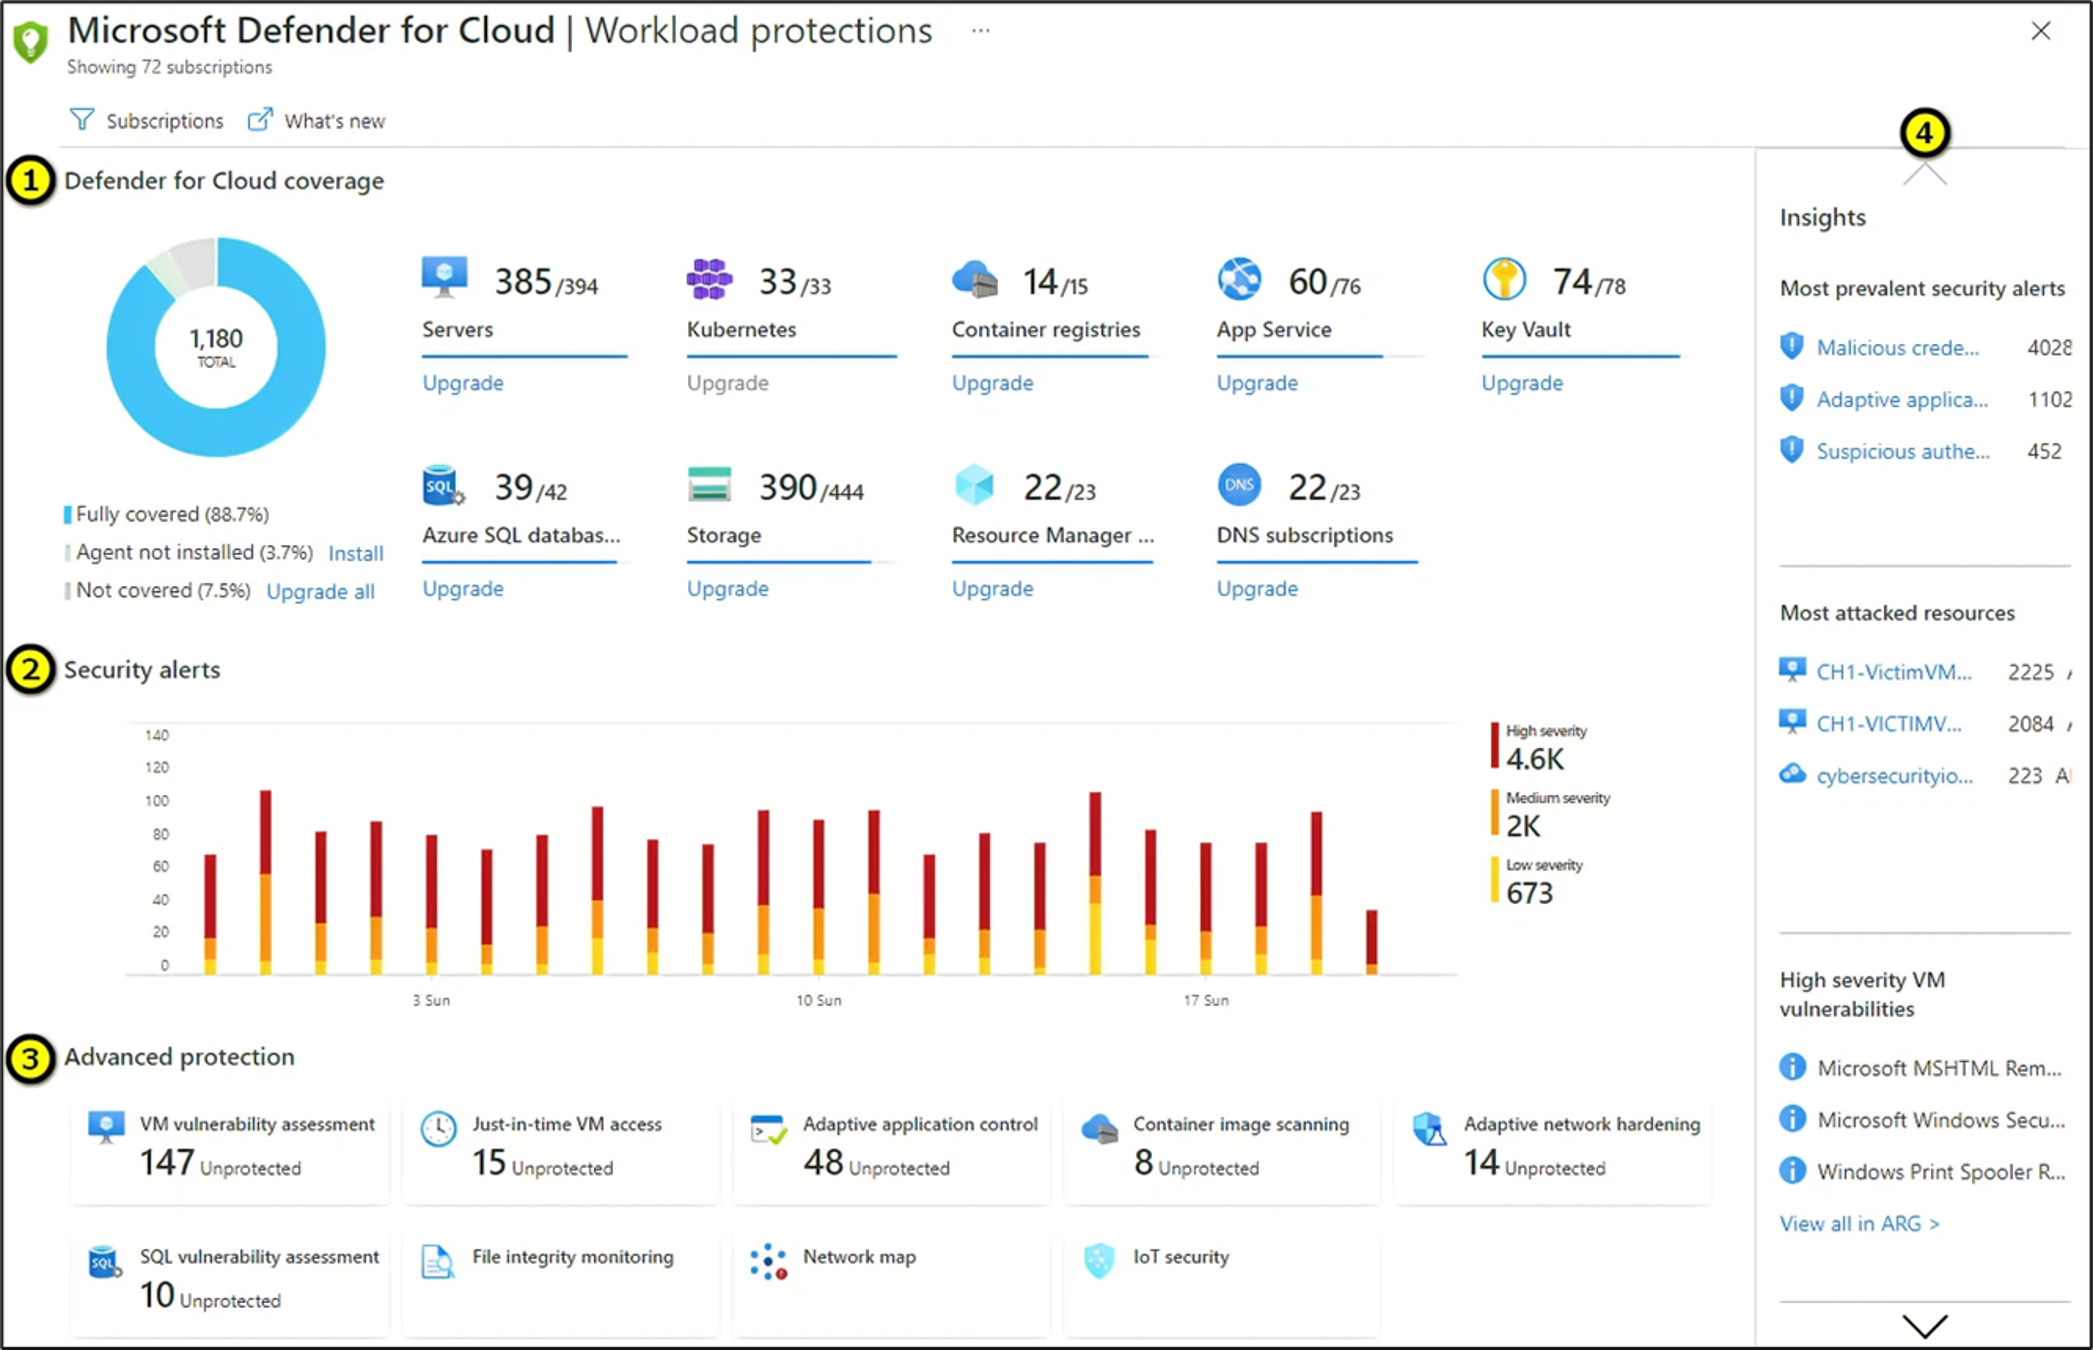 Microsoft Defender for Cloud | Workload protections ...
Showing 72 subscriptions
Subscriptions What's new
1 Defender for Cloud coverage
1,180
TOTAL
Fully covered (88.7%)
Agent not installed (3.7%) Install
Not covered (7.5%) Upgrade all
385/394
Servers
Upgrade
33/33
Kubernetes
Upgrade
14/15
Container registries
Upgrade
60/76
App Service
Upgrade
74/78
Key Vault
Upgrade
SQL
39/42
Azure SQL databas...
Upgrade
390/444
Storage
Upgrade
22/23
Resource Manager ...
Upgrade
DNS
22/23
DNS subscriptions
Upgrade
2 Security alerts
140
120
100
80
60
40
20
0
3 Sun
10 Sun
17 Sun
High severity
4.6K
Medium severity
2K
Low severity
673
3 Advanced protection
VM vulnerability assessment
147 Unprotected
Just-in-time VM access
15 Unprotected
Adaptive application control
48 Unprotected
Container image scanning
8 Unprotected
Adaptive network hardening
14 Unprotected
SQL
SQL vulnerability assessment
10 Unprotected
File integrity monitoring
Network map
IoT security
4
Insights
Most prevalent security alerts
Malicious crede... 4028
Adaptive applica... 1102
Suspicious authe... 452
Most attacked resources
CH1-VictimVM... 2225
CH1-VICTIMV... 2084
cybersecurityio... 223
High severity VM
vulnerabilities
Microsoft MSHTML Rem...
Microsoft Windows Secu...
Windows Print Spooler R...
View all in ARG >